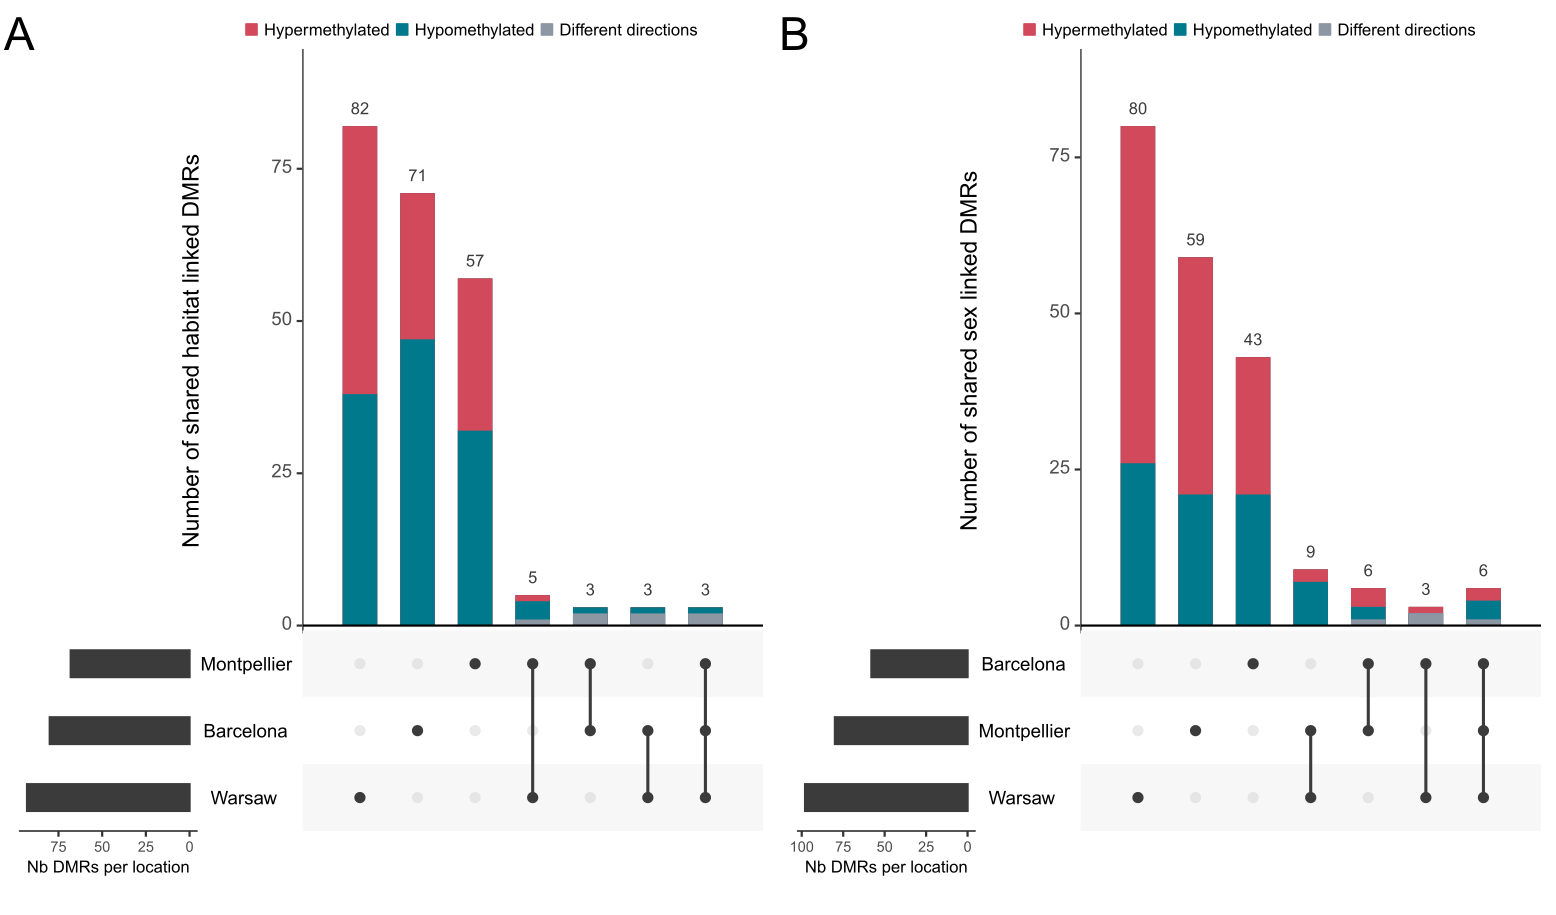 A
Hypermethylated Hypomethylated Different directions
Number of shared habitat linked DMRs
75
50
25
0
82
71
57
5
3
3
3
Montpellier
Barcelona
Warsaw
75 50 25 0
Nb DMRs per location
B
Hypermethylated Hypomethylated Different directions
Number of shared sex linked DMRs
75
50
25
0
80
59
43
9
6
3
6
Barcelona
Montpellier
Warsaw
100 75 50 25 0
Nb DMRs per location